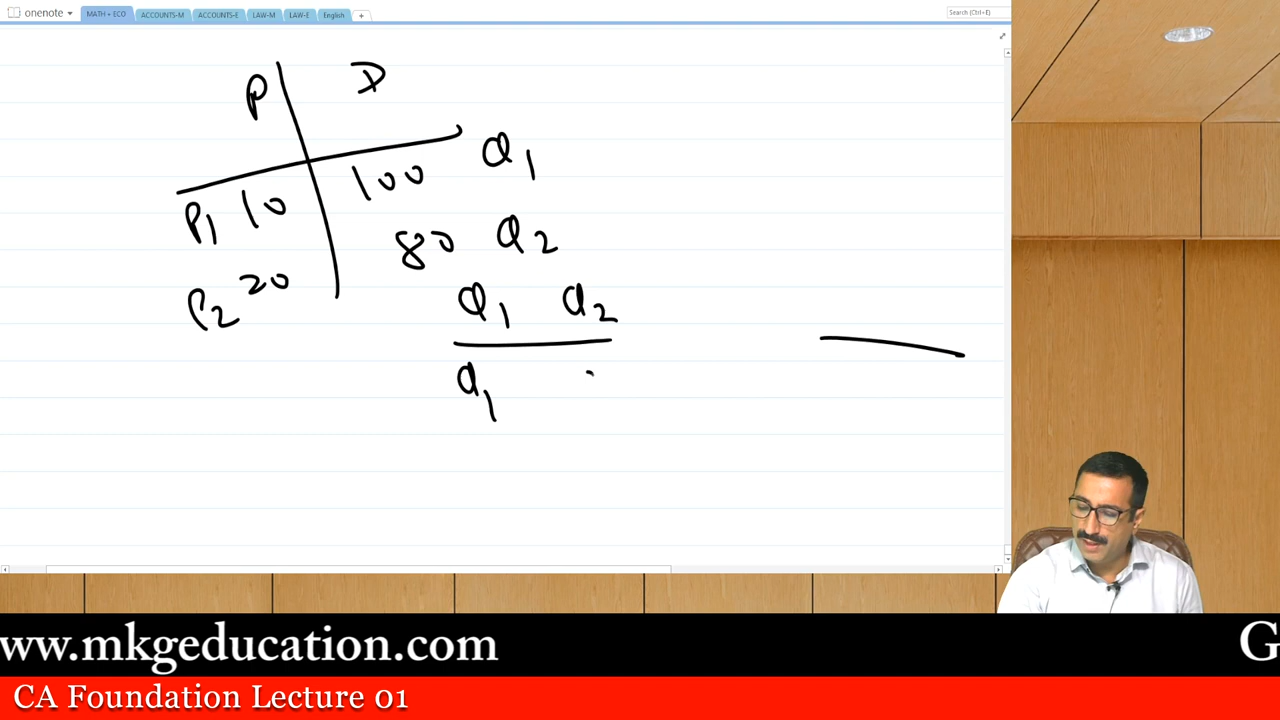 onenote MATH + ECO ACCOUNTS-M ACCOUNTS-E LAW-M LAW-E English + Search (Ctrl+E)
P D
P1 10 100 Q1
P2 20 80 Q2
Q1 Q2
Q1
www.mkgeducation.com G
CA Foundation Lecture 01